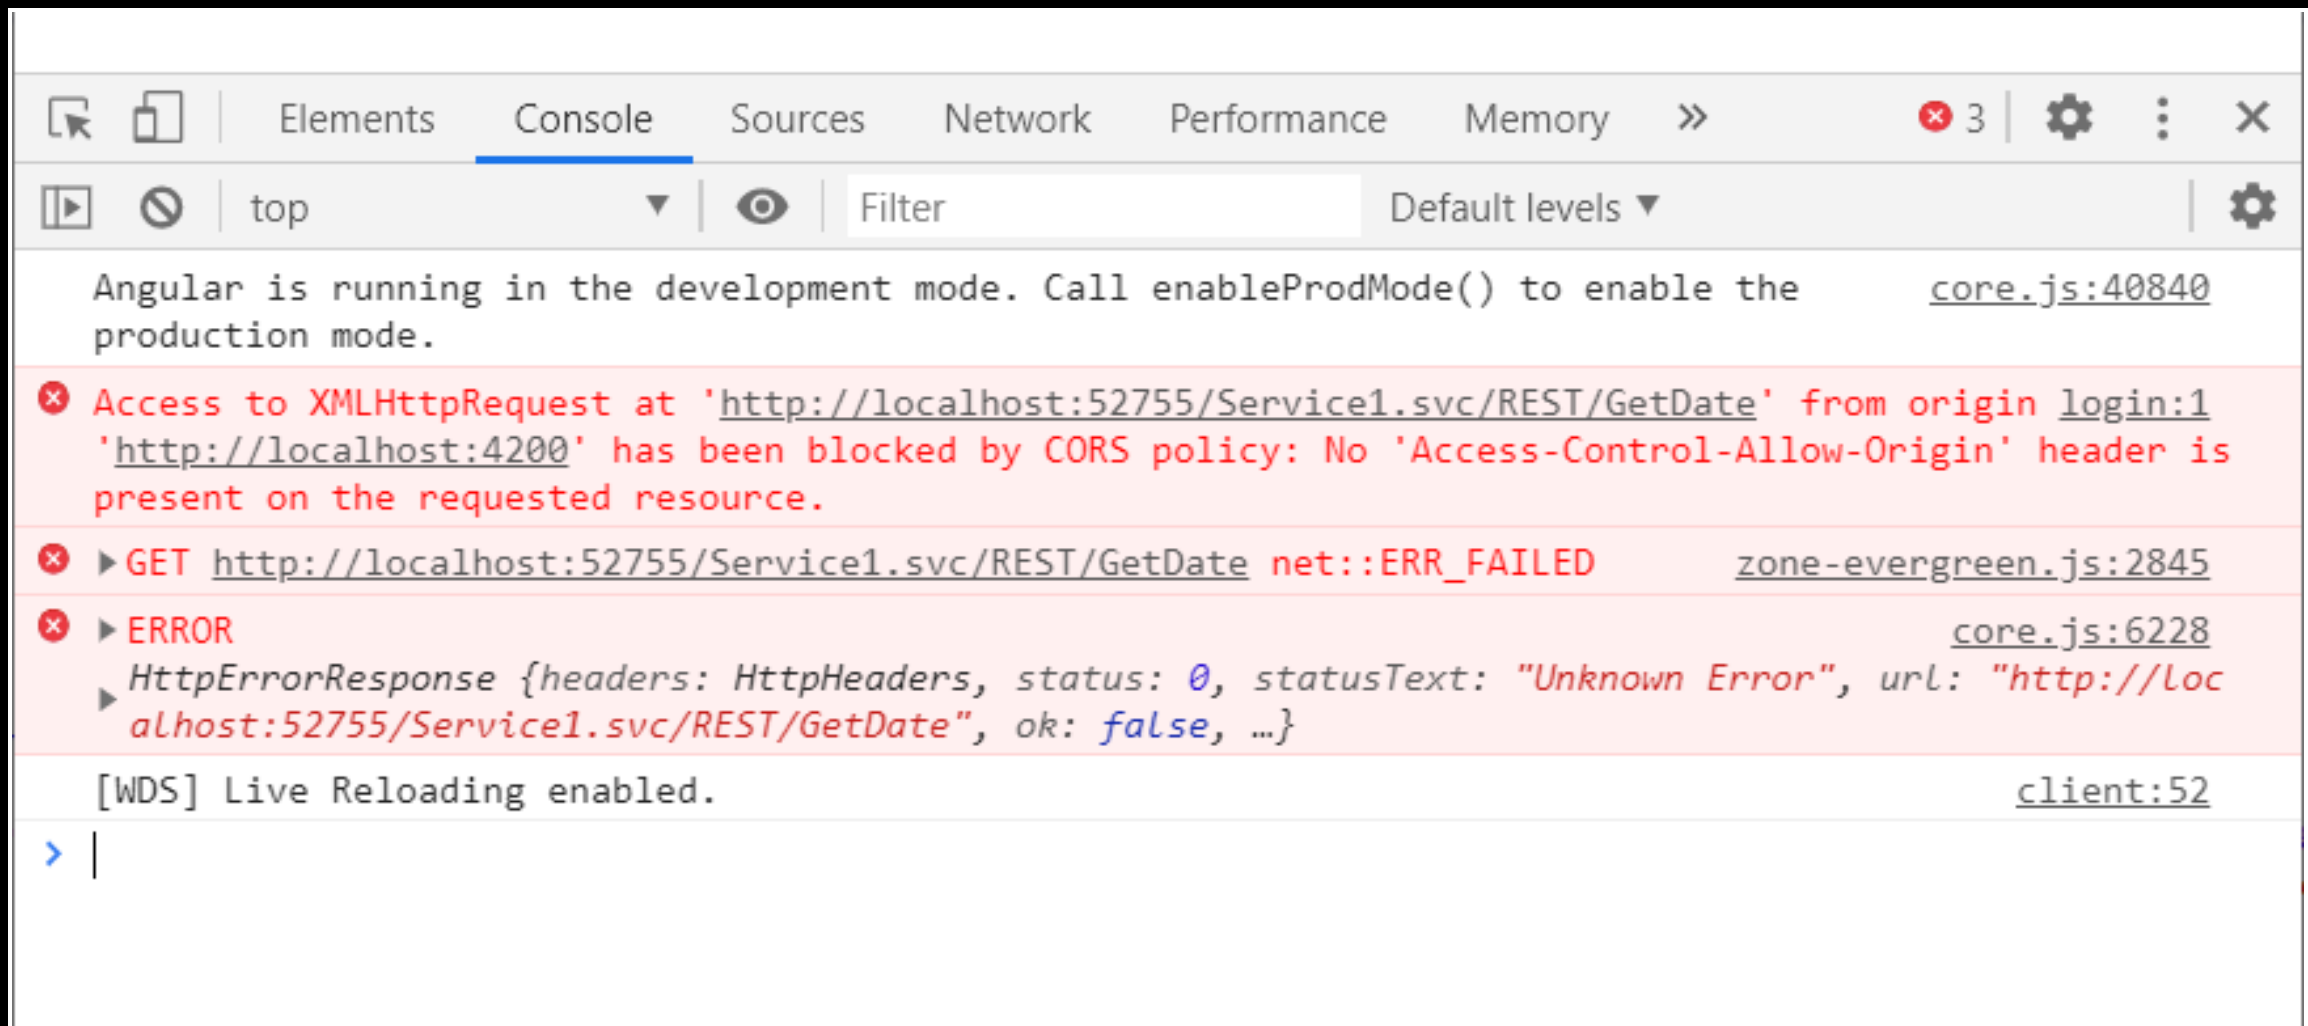 Elements Console Sources Network Performance Memory » 3
top Filter Default levels
Angular is running in the development mode. Call enableProdMode() to enable the core.js:40840
production mode.
Access to XMLHttpRequest at 'http://localhost:52755/Service1.svc/REST/GetDate' from origin login:1
'http://localhost:4200' has been blocked by CORS policy: No 'Access-Control-Allow-Origin' header is
present on the requested resource.
GET http://localhost:52755/Service1.svc/REST/GetDate net::ERR_FAILED zone-evergreen.js:2845
ERROR core.js:6228
HttpErrorResponse {headers: HttpHeaders, status: 0, statusText: "Unknown Error", url: "http://loc
alhost:52755/Service1.svc/REST/GetDate", ok: false, …}
[WDS] Live Reloading enabled. client:52